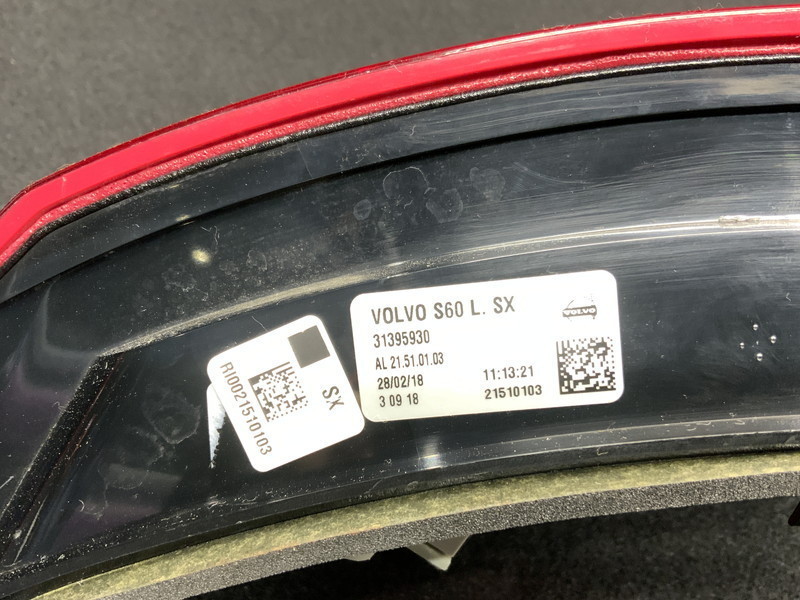 VOLVO S60 L. SX
VOLVO
31395930
AL 21.51.01.03
28/02/18 11:13:21
3 09 18 21510103
SX
RI0021510103